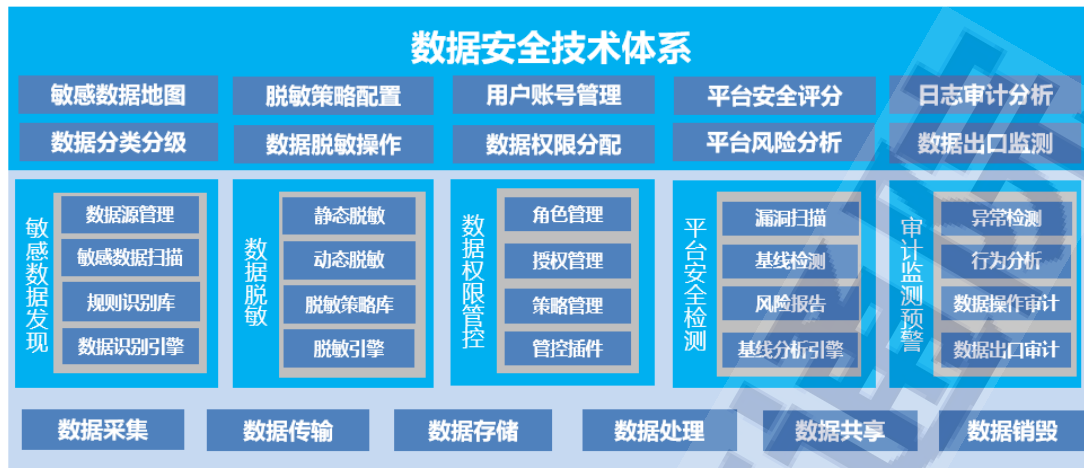 数据安全技术体系
敏感数据地图 脱敏策略配置 用户账号管理 平台安全评分 日志审计分析
数据分类分级 数据脱敏操作 数据权限分配 平台风险分析 数据出口监测
敏感数据发现
数据源管理
敏感数据扫描
规则识别库
数据识别引擎
数据脱敏
静态脱敏
动态脱敏
脱敏策略库
脱敏引擎
数据权限管控
角色管理
授权管理
策略管理
管控插件
平台安全检测
漏洞扫描
基线检测
风险报告
基线分析引擎
审计监测预警
异常检测
行为分析
数据操作审计
数据出口审计
数据采集 数据传输 数据存储 数据处理 数据共享 数据销毁